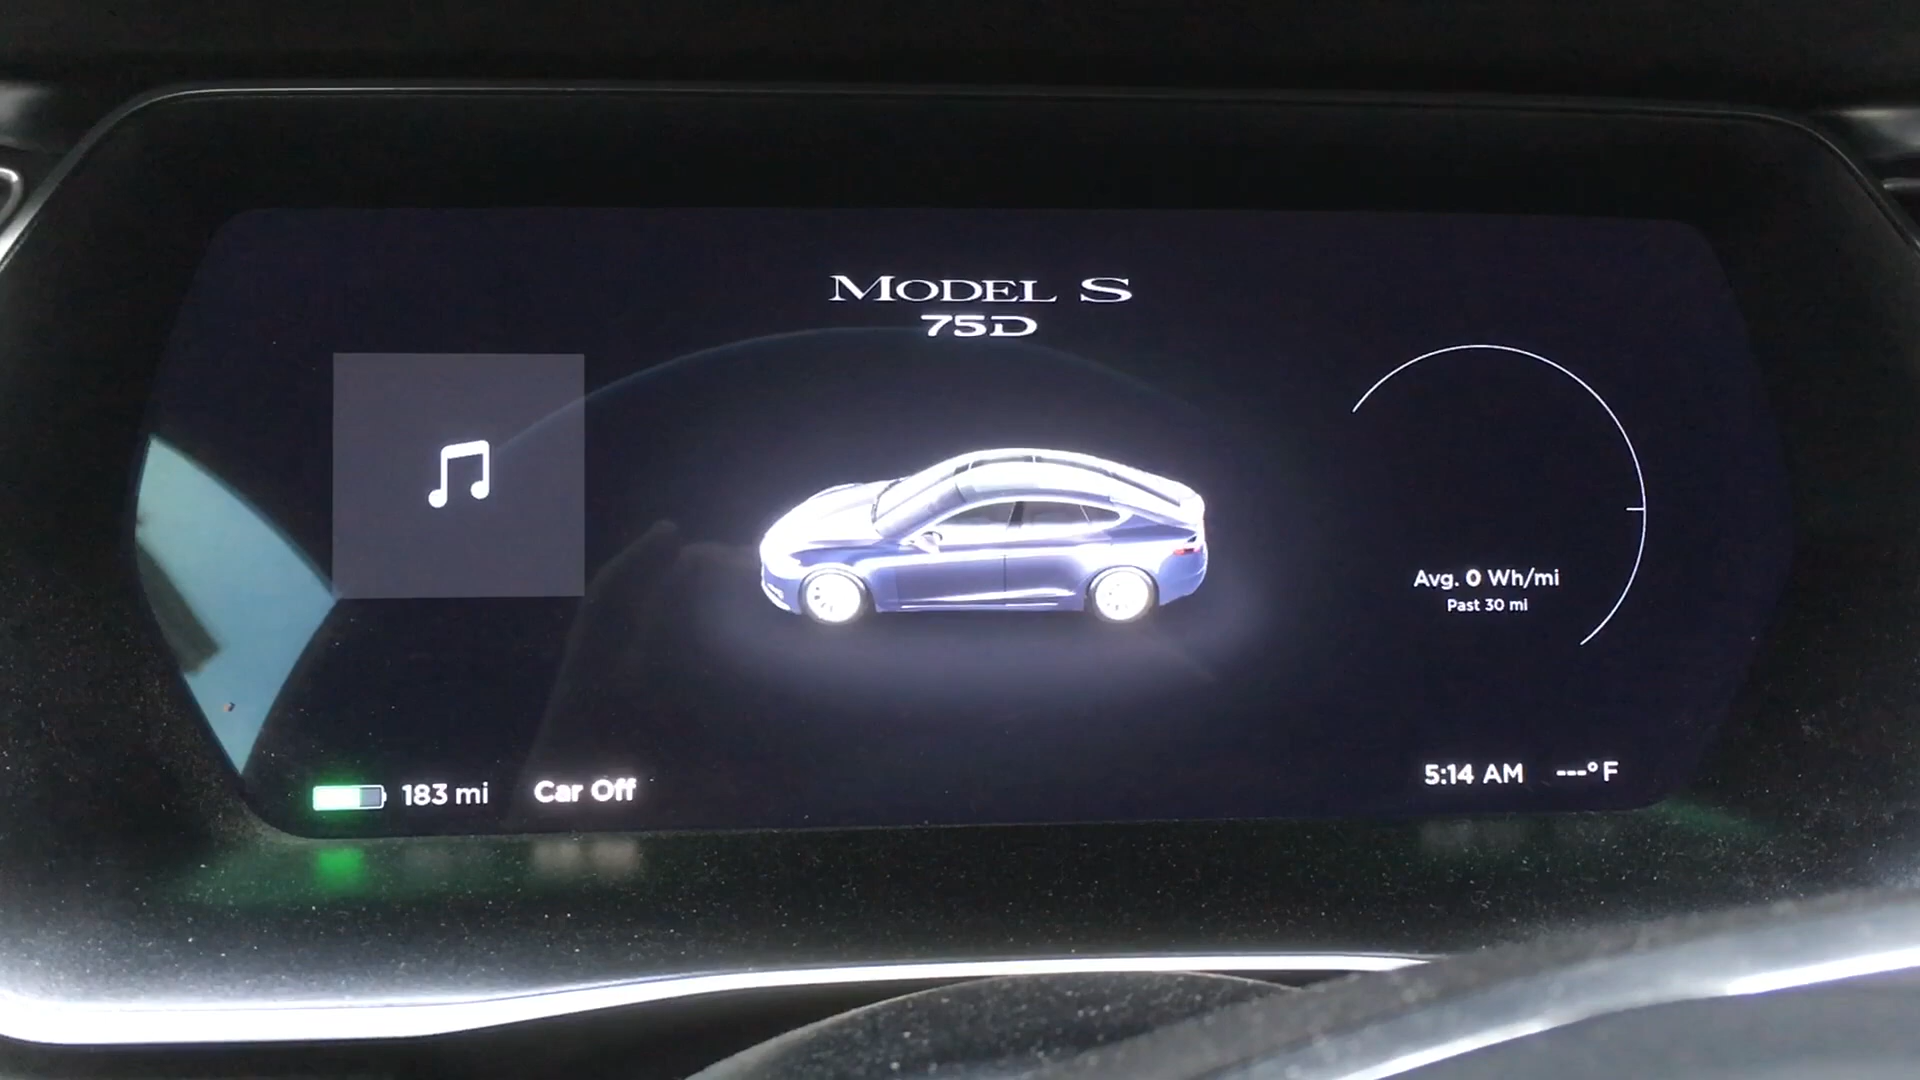 MODEL S
75D
Avg. 0 Wh/mi
Past 30 mi
183 mi
Car Off
5:14 AM
---° F